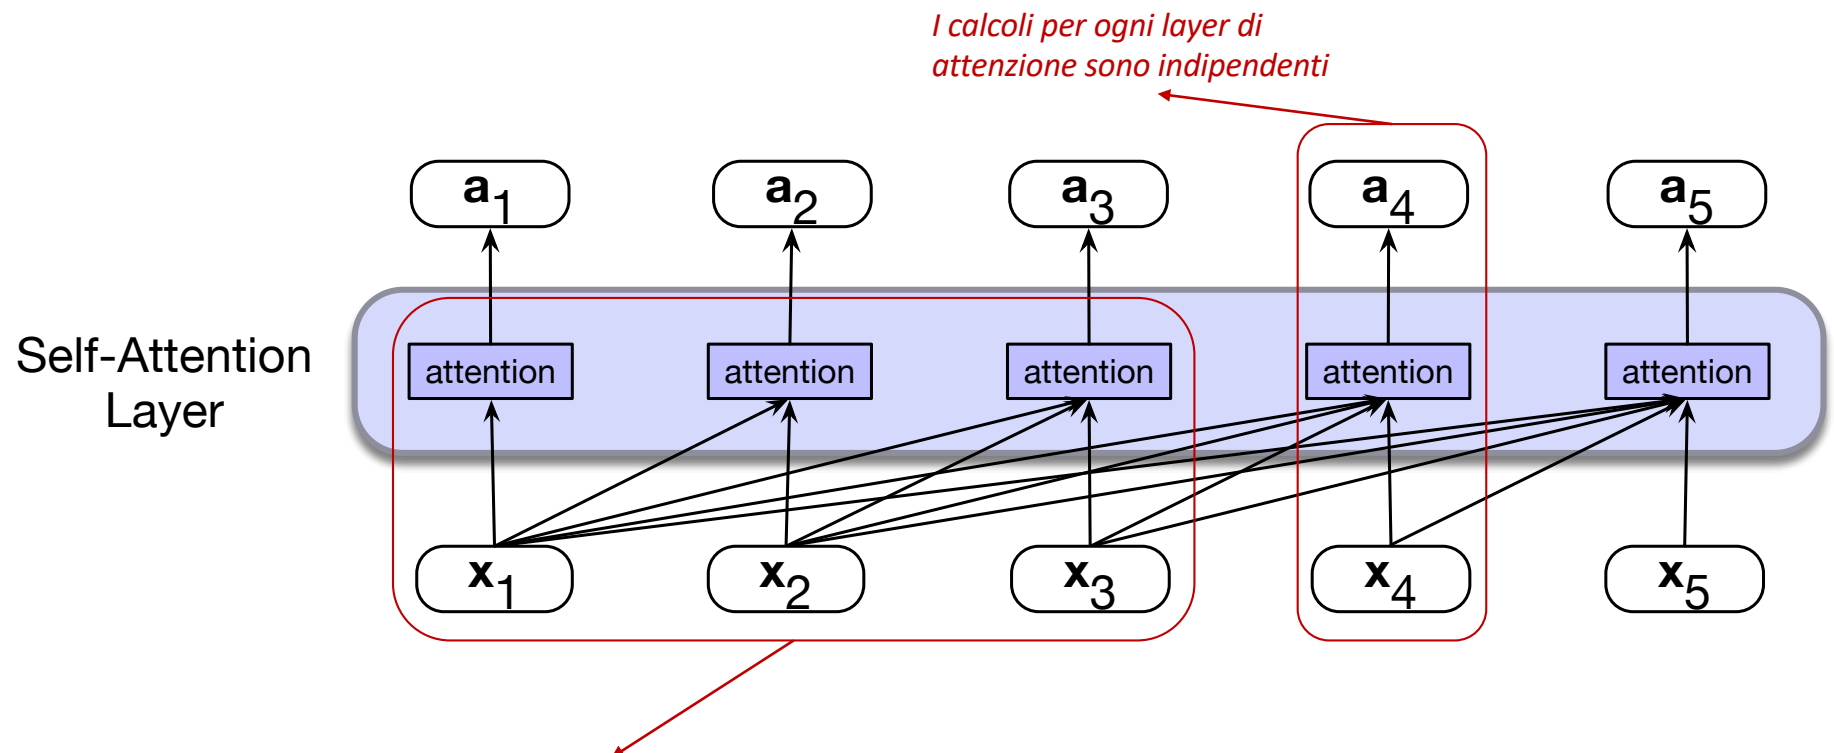 I calcoli per ogni layer di
attenzione sono indipendenti
a1 a2 a3 a4 a5
Self-Attention
Layer
attention attention attention attention attention
x1 x2 x3 x4 x5